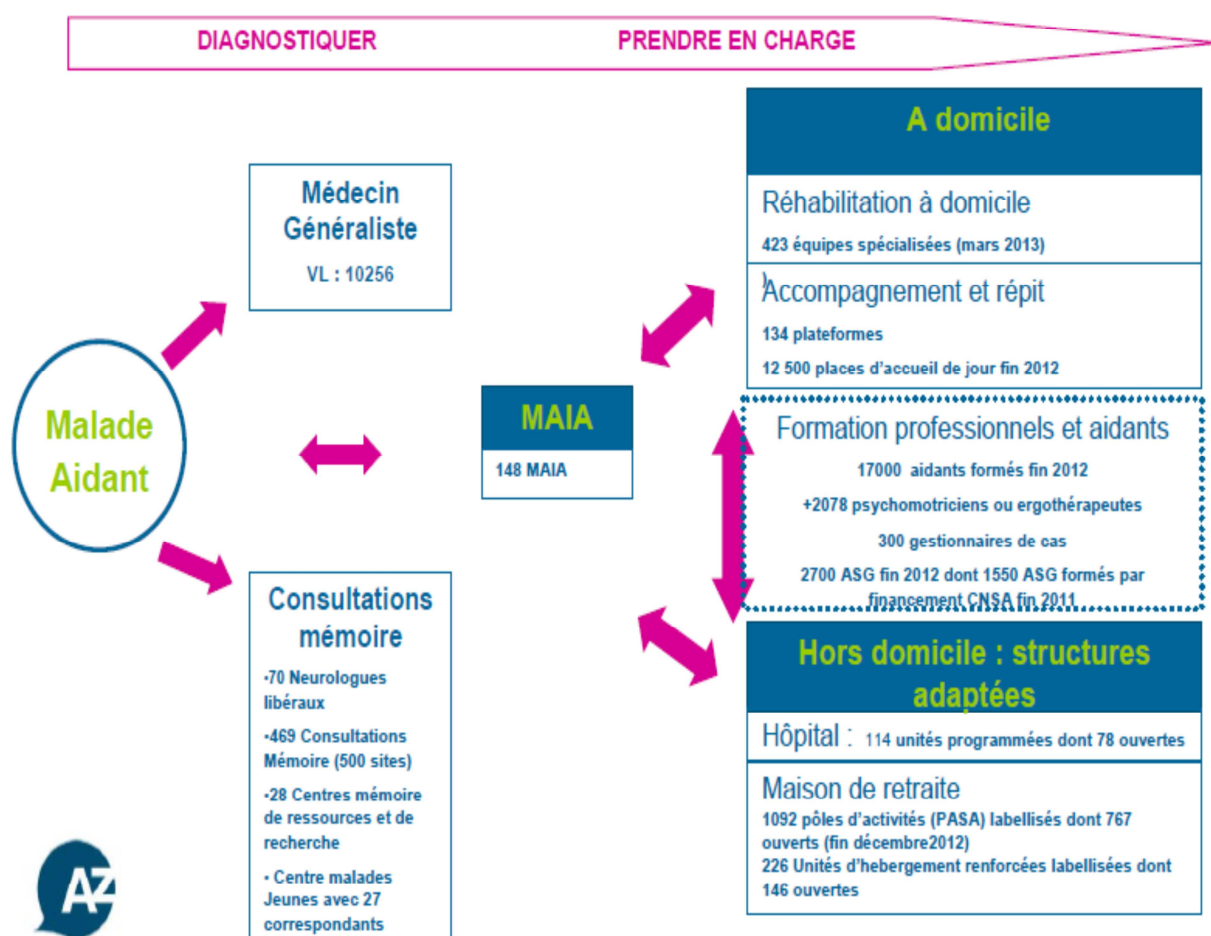 DIAGNOSTIQUER
PRENDRE EN CHARGE
Malade
Aidant
Médecin
Généraliste
VL : 10256
Consultations
mémoire
•70 Neurologues
libéraux
•469 Consultations
Mémoire (500 sites)
•28 Centres mémoire
de ressources et de
recherche
• Centre malades
Jeunes avec 27
correspondants
MAIA
148 MAIA
A domicile
Réhabilitation à domicile
423 équipes spécialisées (mars 2013)
)
Accompagnement et répit
134 plateformes
12 500 places d'accueil de jour fin 2012
Formation professionnels et aidants
17000 aidants formés fin 2012
+2078 psychomotriciens ou ergothérapeutes
300 gestionnaires de cas
2700 ASG fin 2012 dont 1550 ASG formés par
financement CNSA fin 2011
Hors domicile : structures
adaptées
Hôpital : 114 unités programmées dont 78 ouvertes
Maison de retraite
1092 pôles d'activités (PASA) labellisés dont 767
ouverts (fin décembre2012)
226 Unités d'hebergement renforcées labellisées dont
146 ouvertes
AZ